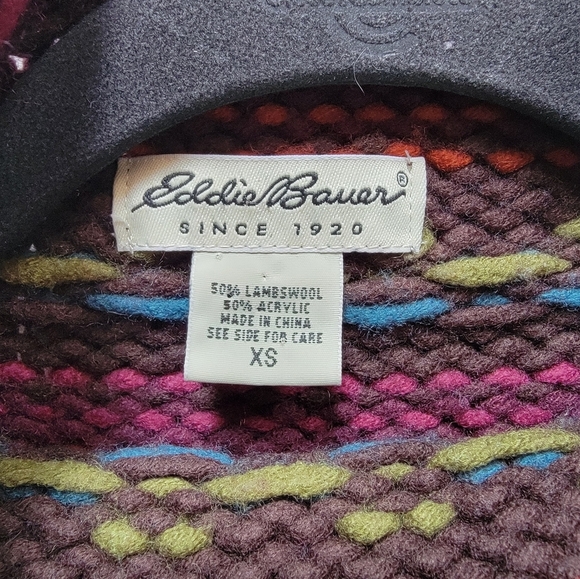 Eddie Bauer®
SINCE 1920
50% LAMBSWOOL
50% ACRYLIC
MADE IN CHINA
SEE SIDE FOR CARE
XS